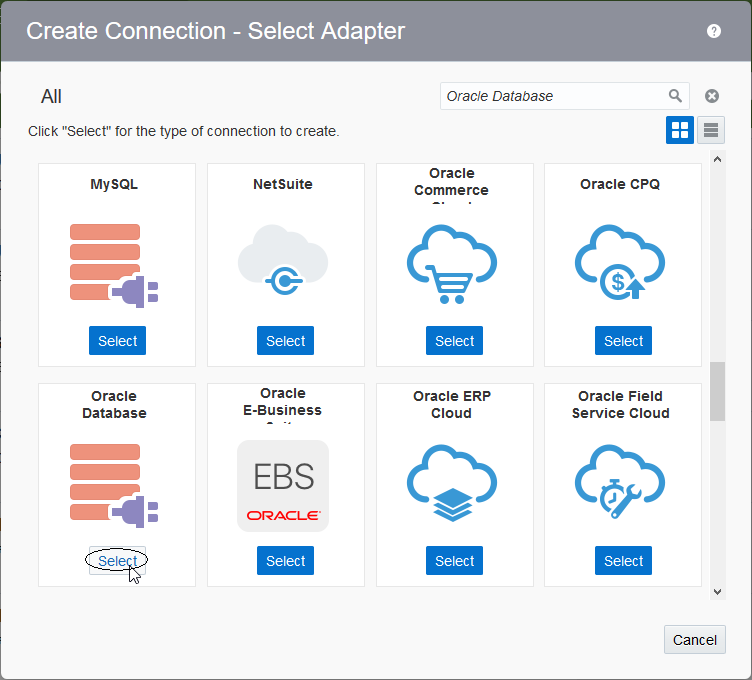 Create Connection - Select Adapter
?
All
Oracle Database
Click "Select" for the type of connection to create.
MySQL
NetSuite
Oracle
Commerce
Oracle CPQ
$
Select
Select
Select
Select
Oracle
Database
Oracle
E-Business
Oracle ERP
Cloud
Oracle Field
Service Cloud
EBS
ORACLE
Select
Select
Select
Select
Cancel